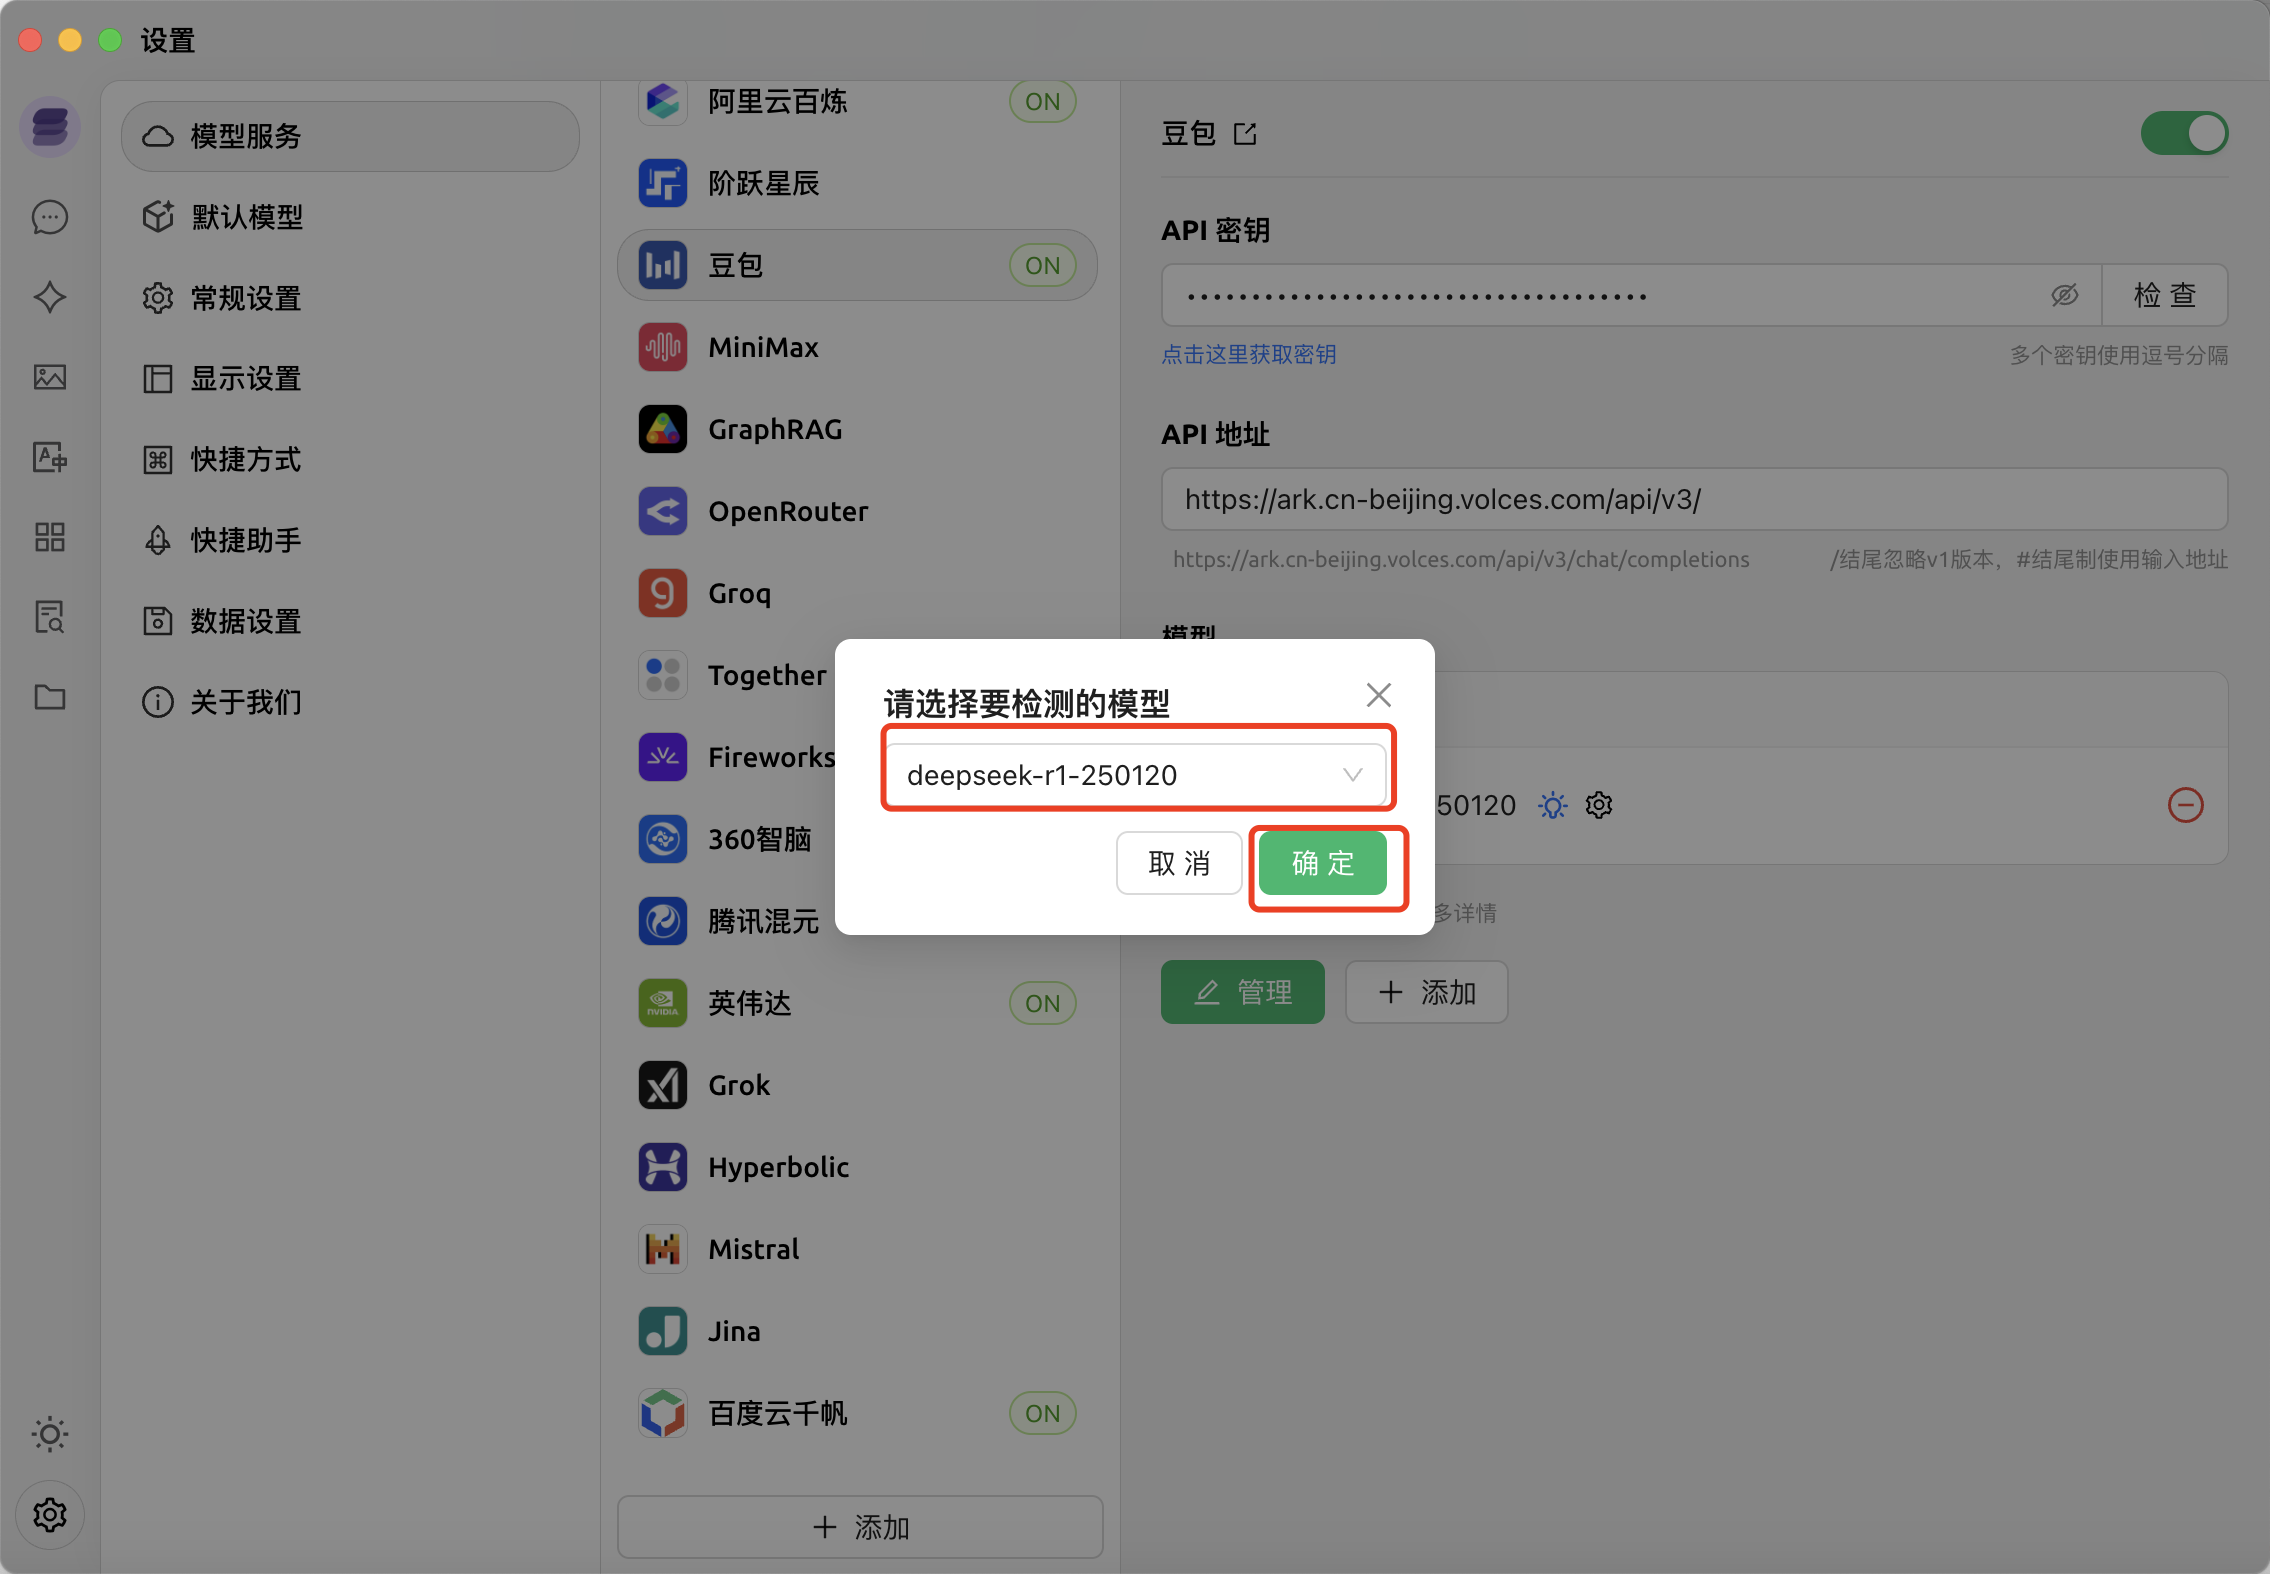 设置
模型服务
默认模型
常规设置
显示设置
快捷方式
快捷助手
数据设置
关于我们
阿里云百炼 ON
阶跃星辰
豆包 ON
MiniMax
GraphRAG
OpenRouter
Groq
Together
Fireworks
360智脑
腾讯混元
英伟达 ON
Grok
Hyperbolic
Mistral
Jina
百度云千帆 ON
+ 添加
豆包
API 密钥
检 查
点击这里获取密钥 多个密钥使用逗号分隔
API 地址
https://ark.cn-beijing.volces.com/api/v3/
https://ark.cn-beijing.volces.com/api/v3/chat/completions /结尾忽略v1版本，#结尾制使用输入地址
模型
请选择要检测的模型
deepseek-r1-250120
取 消 确 定
50120
多详情
管理 + 添加
NVIDIA